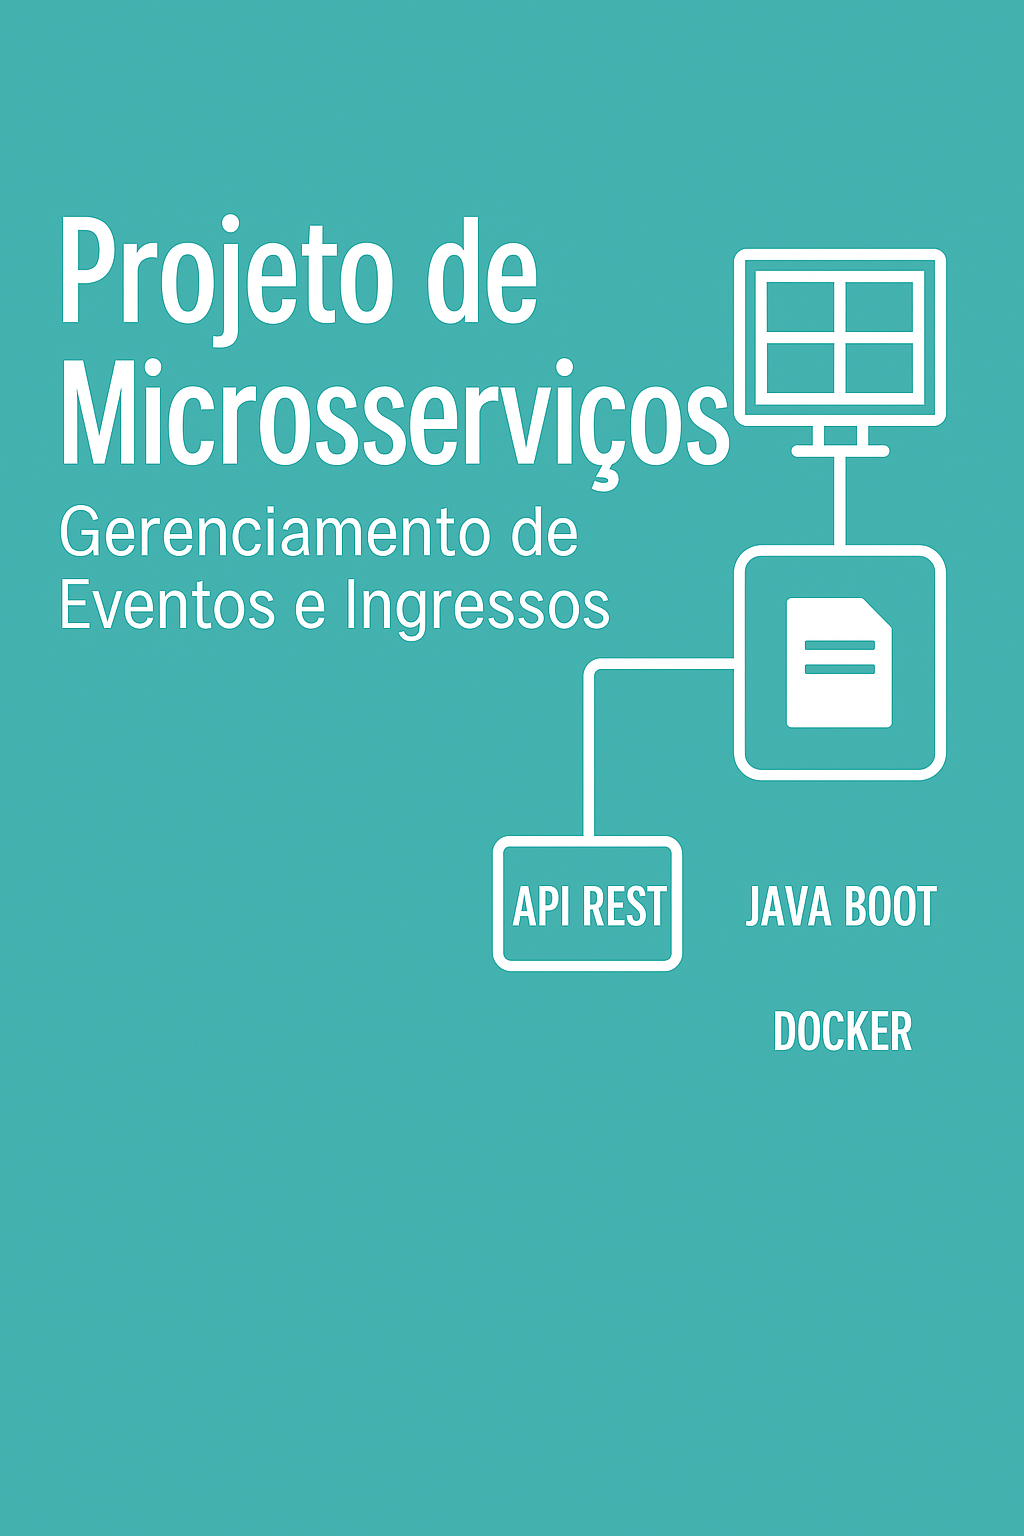 Projeto de
Microsserviços
Gerenciamento de
Eventos e Ingressos
API REST
JAVA BOOT
DOCKER